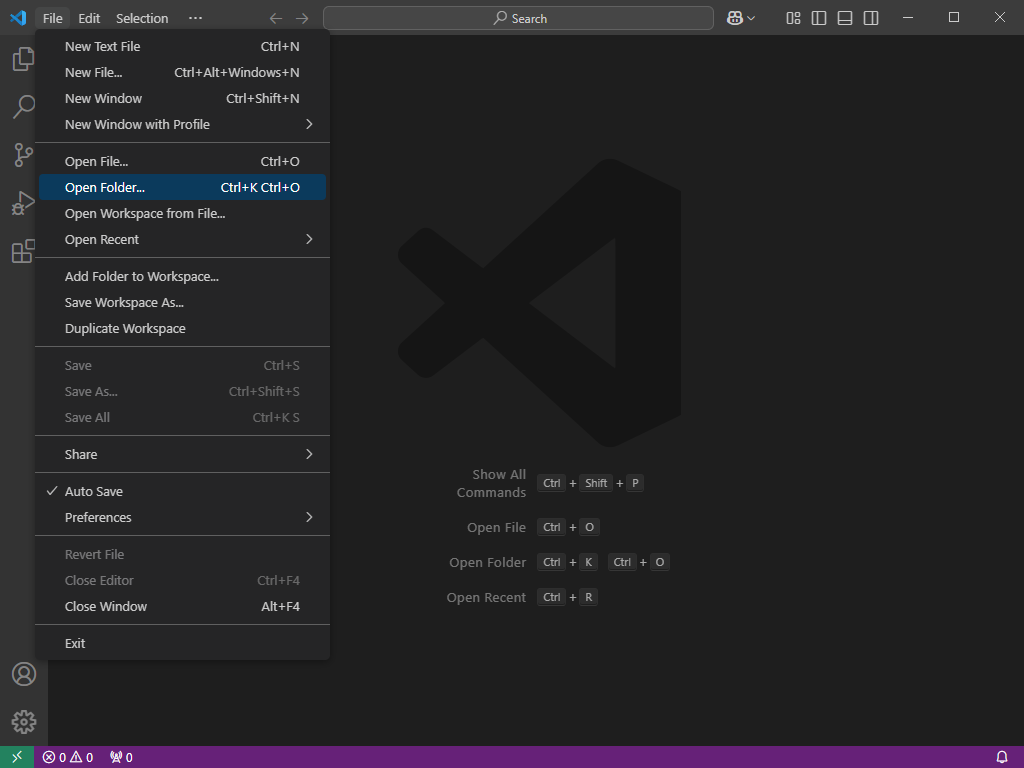 File Edit Selection ··· Search
New Text File Ctrl+N
New File... Ctrl+Alt+Windows+N
New Window Ctrl+Shift+N
New Window with Profile
Open File... Ctrl+O
Open Folder... Ctrl+K Ctrl+O
Open Workspace from File...
Open Recent
Add Folder to Workspace...
Save Workspace As...
Duplicate Workspace
Save Ctrl+S
Save As... Ctrl+Shift+S
Save All Ctrl+K S
Share
Auto Save
Preferences
Revert File
Close Editor Ctrl+F4
Close Window Alt+F4
Exit
Show All
Commands Ctrl + Shift + P
Open File Ctrl + O
Open Folder Ctrl + K Ctrl + O
Open Recent Ctrl + R
0 0 0